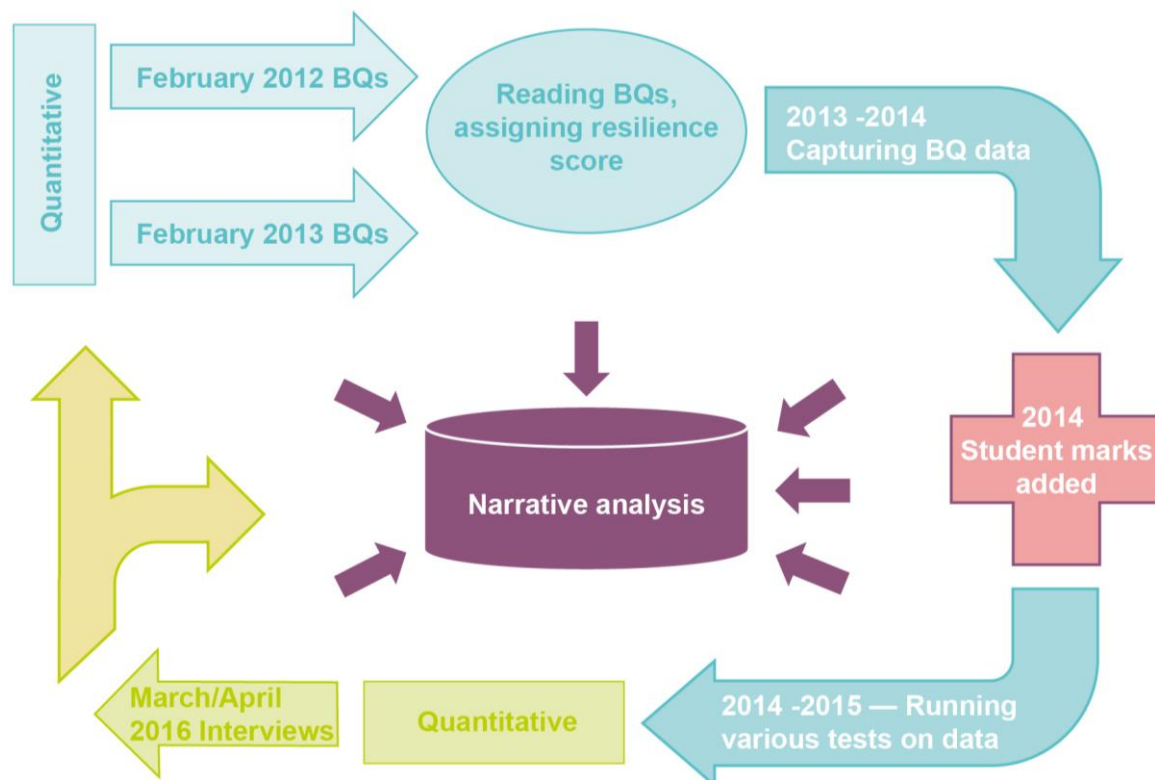 Quantitative
February 2012 BQs
February 2013 BQs
Reading BQs,
assigning resilience
score
2013 -2014
Capturing BQ data
2014
Student marks
added
Narrative analysis
2014 -2015 — Running
various tests on data
Quantitative
March/April
2016 Interviews